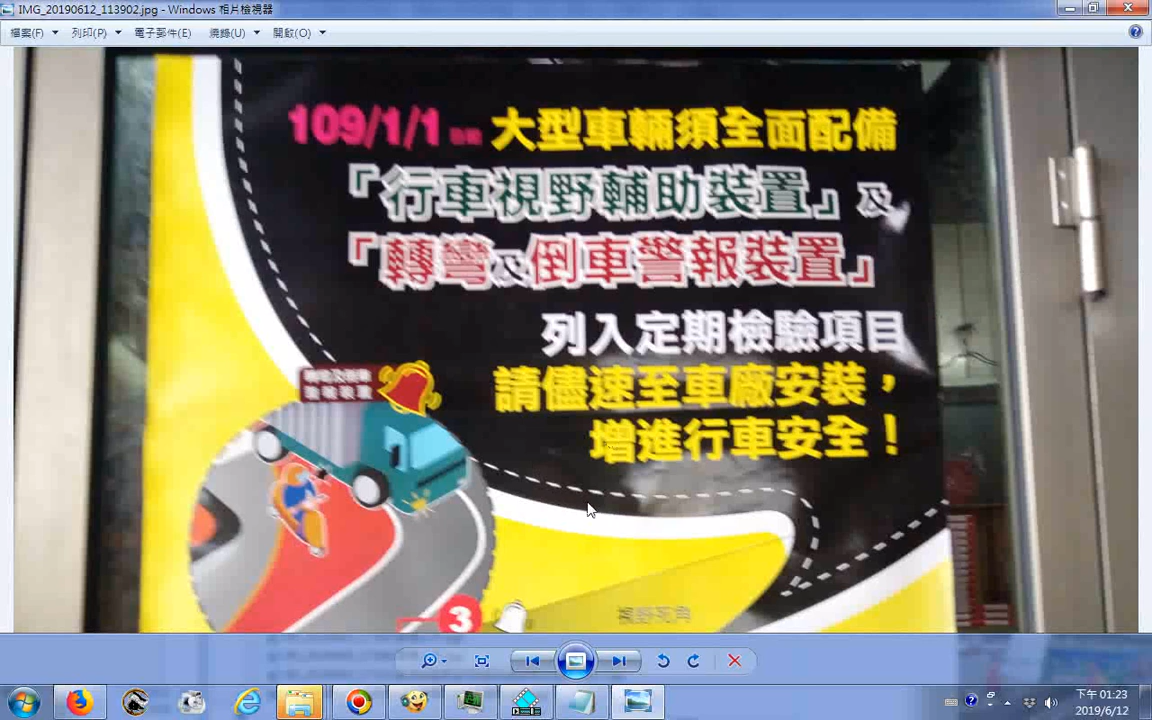 IMG_20190612_113902.jpg - Windows 相片檢視器
檔案(F) 列印(P) 電子郵件(E) 燒錄(U) 開啟(O)
109/1/1 大型車輛須全面配備
「行車視野輔助裝置」及
「轉彎及倒車警報裝置」
列入定期檢驗項目
請儘速至車廠安裝，
增進行車安全！
3
視野死角
下午 01:23
2019/6/12